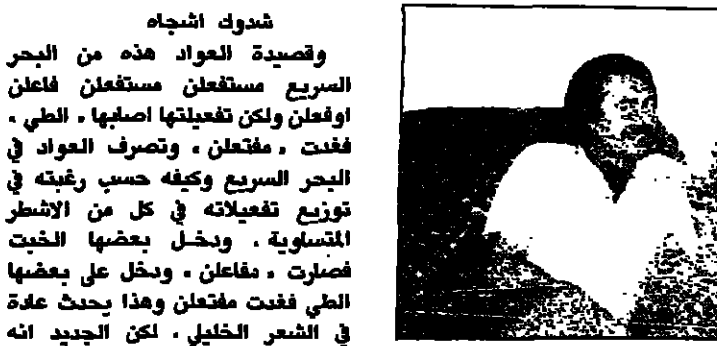 شدوك اشجاه
وقصيدة العواد هذه من البحر
السريع مستفعلن مستفعلن فاعلن
اوفعلن ولكن تفعيلتها اصابها ، الطي ،
فغدت ، مفتعلن ، وتصرف العواد في
البحر السريع وكيفه حسب رغبته في
توزيع تفعيلاته في كل من الاشطر
المتساوية . ودخل بعضها الخبت
فصارت ، مفاعلن ، ودخل على بعضها
الطي فغدت مفتعلن وهذا يحدث عادة
في الشعر الخليلي . لكن الجديد انه